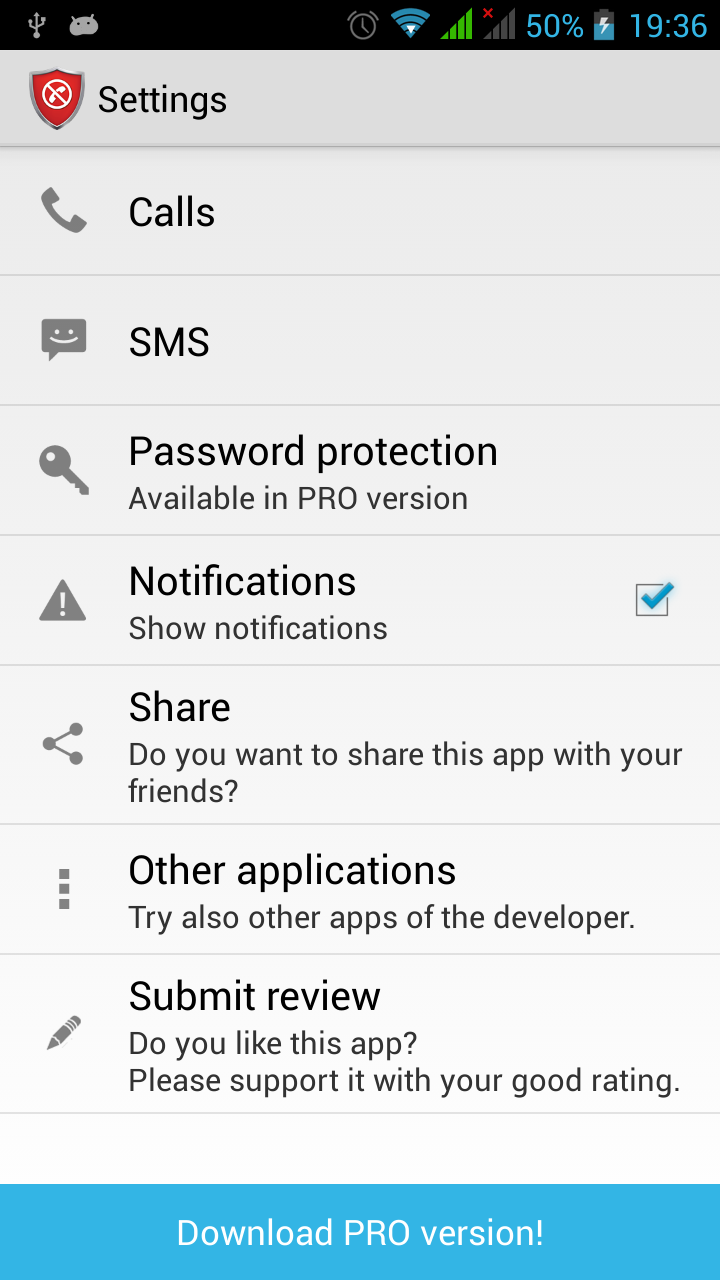 50% 19:36
Settings
Calls
SMS
Password protection
Available in PRO version
Notifications
Show notifications
Share
Do you want to share this app with your
friends?
Other applications
Try also other apps of the developer.
Submit review
Do you like this app?
Please support it with your good rating.
Download PRO version!